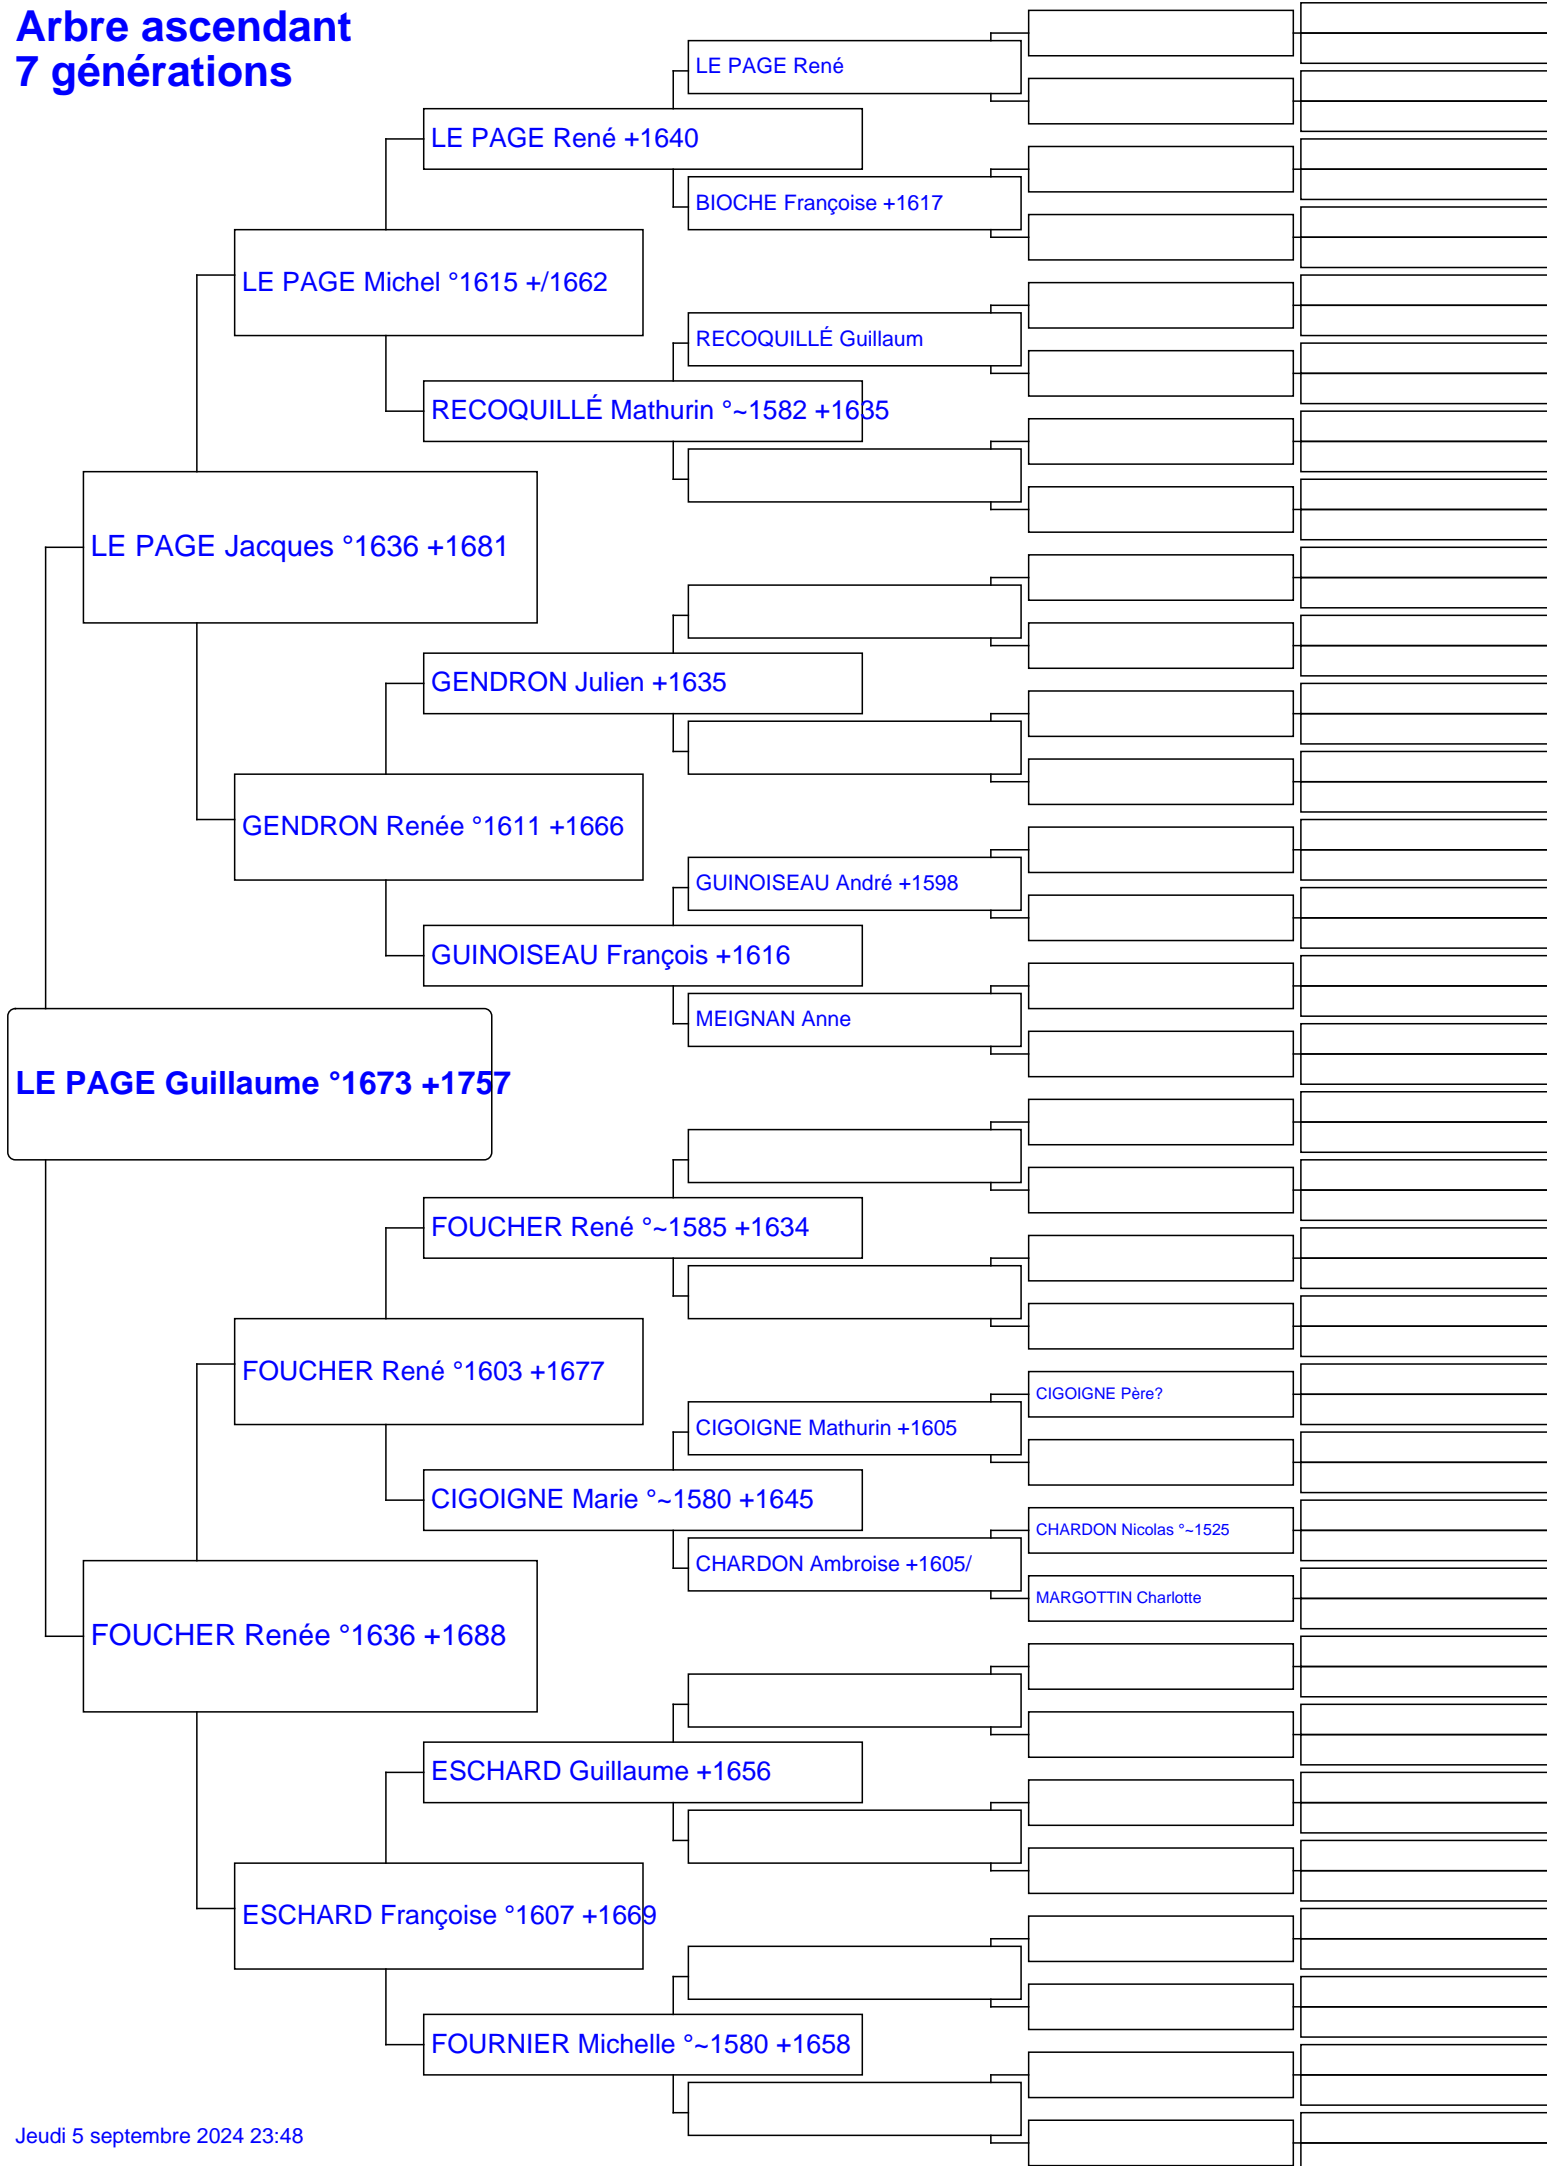 Arbre ascendant
7 générations
LE PAGE René
LE PAGE René +1640
BIOCHE Françoise +1617
LE PAGE Michel °1615 +/1662
RECOQUILLÉ Guillaum
RECOQUILLÉ Mathurin °~1582 +1635
LE PAGE Jacques °1636 +1681
GENDRON Julien +1635
GENDRON Renée °1611 +1666
GUINOISEAU André +1598
GUINOISEAU François +1616
MEIGNAN Anne
LE PAGE Guillaume °1673 +1757
FOUCHER René °~1585 +1634
FOUCHER René °1603 +1677
CIGOIGNE Père?
CIGOIGNE Mathurin +1605
CIGOIGNE Marie °~1580 +1645
CHARDON Nicolas °~1525
CHARDON Ambroise +1605/
MARGOTTIN Charlotte
FOUCHER Renée °1636 +1688
ESCHARD Guillaume +1656
ESCHARD Françoise °1607 +1669
FOURNIER Michelle °~1580 +1658
Jeudi 5 septembre 2024 23:48